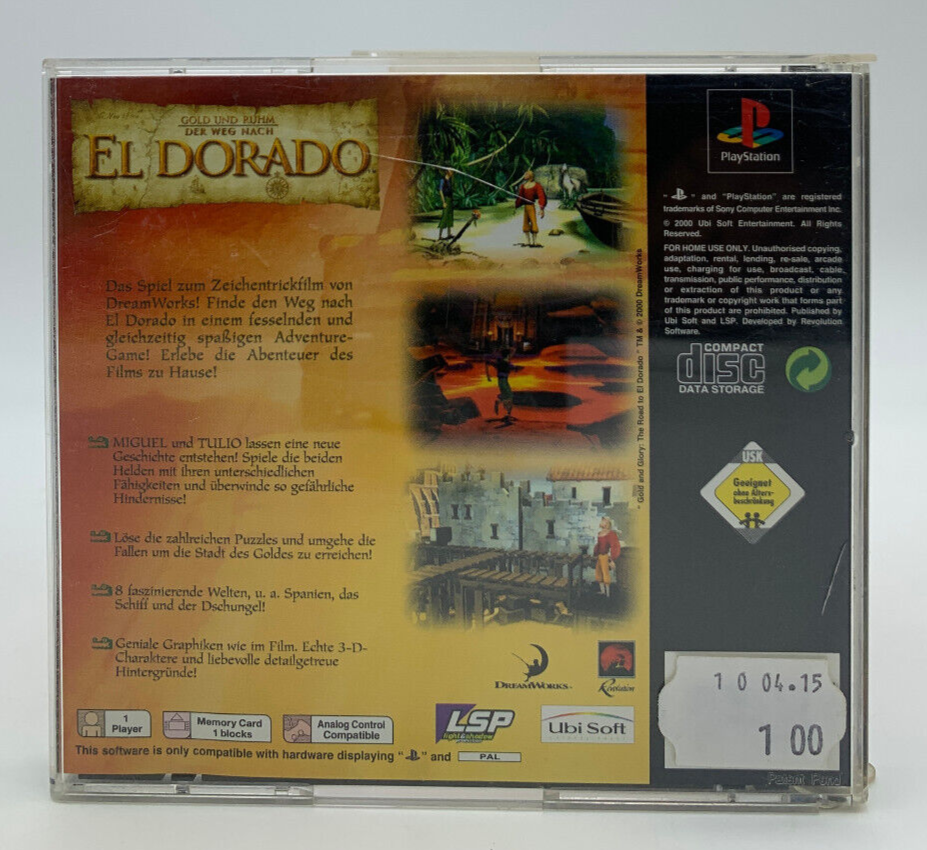 GOLD UND RUHM
DER WEG NACH
EL DORADO
Das Spiel zum Zeichentrickfilm von
DreamWorks! Finde den Weg nach
El Dorado in einem fesselnden und
gleichzeitig spaßigen Adventure-
Game! Erlebe die Abenteuer des
Films zu Hause!
MIGUEL und TULIO lassen eine neue
Geschichte entstehen! Spiele die beiden
Helden mit ihren unterschiedlichen
Fähigkeiten und überwinde so gefährliche
Hindernisse!
Löse die zahlreichen Puzzles und umgehe die
Fallen um die Stadt des Goldes zu erreichen!
8 faszinierende Welten, u. a. Spanien, das
Schiff und der Dschungel!
Geniale Graphiken wie im Film. Echte 3-D-
Charaktere und liebevolle detailgetreue
Hintergründe!
DREAMWORKS
Revolution
1
Player
Memory Card
1 blocks
Analog Control
Compatible
LSP
light&shadow
Ubi Soft
This software is only compatible with hardware displaying " " and PAL
" Gold and Glory: The Road to El Dorado " TM & © 2000 DreamWorks
PlayStation
" " and "PlayStation" are registered
trademarks of Sony Computer Entertainment Inc.
© 2000 Ubi Soft Entertainment. All Rights
Reserved.
FOR HOME USE ONLY. Unauthorised copying,
adaptation, rental, lending, re-sale, arcade
use, charging for use, broadcast, cable
transmission, public performance, distribution
or extraction of this product or any
trademark or copyright work that forms part
of this product are prohibited. Published by
Ubi Soft and LSP. Developed by Revolution
Software.
COMPACT
disc
DATA STORAGE
USK
Geeignet
ohne Alters-
beschränkung
10 04.15
1 00